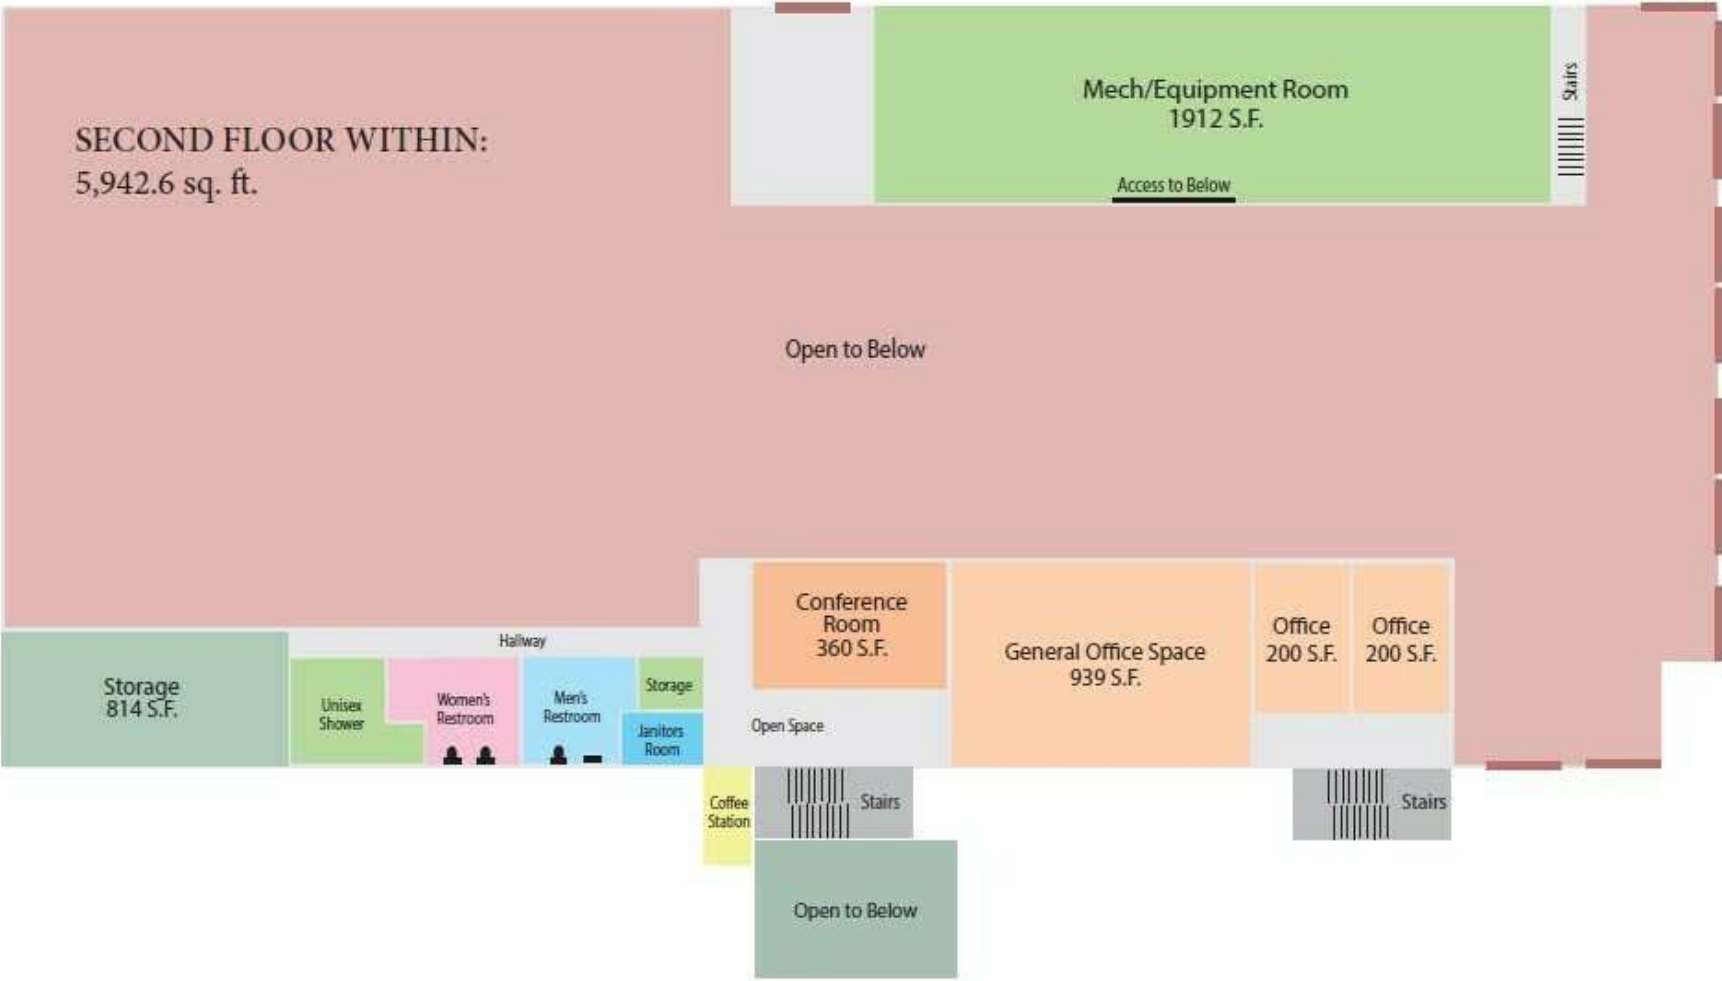 SECOND FLOOR WITHIN:
5,942.6 sq. ft.
Mech/Equipment Room
1912 S.F.
Access to Below
Stairs
Open to Below
Hallway
Storage
814 S.F.
Unisex
Shower
Women's
Restroom
Men's
Restroom
Storage
Janitors
Room
Conference
Room
360 S.F.
Open Space
General Office Space
939 S.F.
Office
200 S.F.
Office
200 S.F.
Coffee
Station
Stairs
Stairs
Open to Below